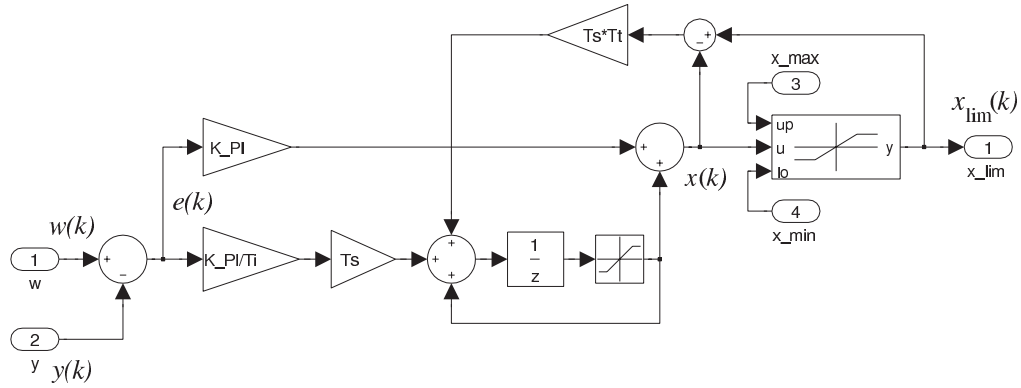 Ts*Tt
-
+
x_max
3
x_lim(k)
K_PI
+
+
up
u
lo
y
1
x_lim
x(k)
4
x_min
e(k)
w(k)
1
w
+
-
K_PI/Ti
Ts
+
+
+
1
z
2
y
y(k)